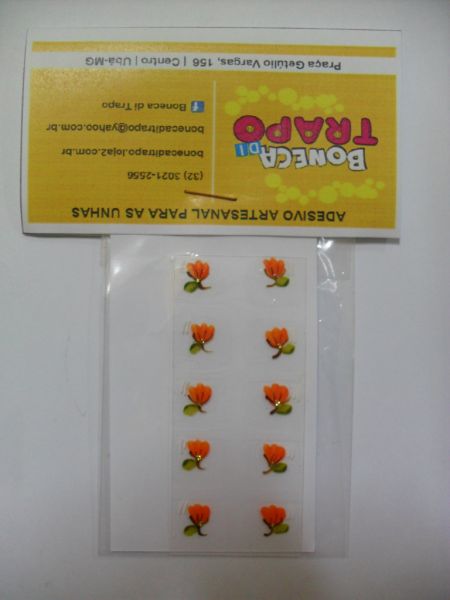 ADESIVO ARTESANAL PARA AS UNHAS
BONECA
DI
TRAPO
(32) 3021-2556
bonecaditrapo.loja2.com.br
bonecaditrapo@yahoo.com.br
f Boneca di Trapo
Praça Getúlio Vargas, 156 | Centro | Ubá-MG